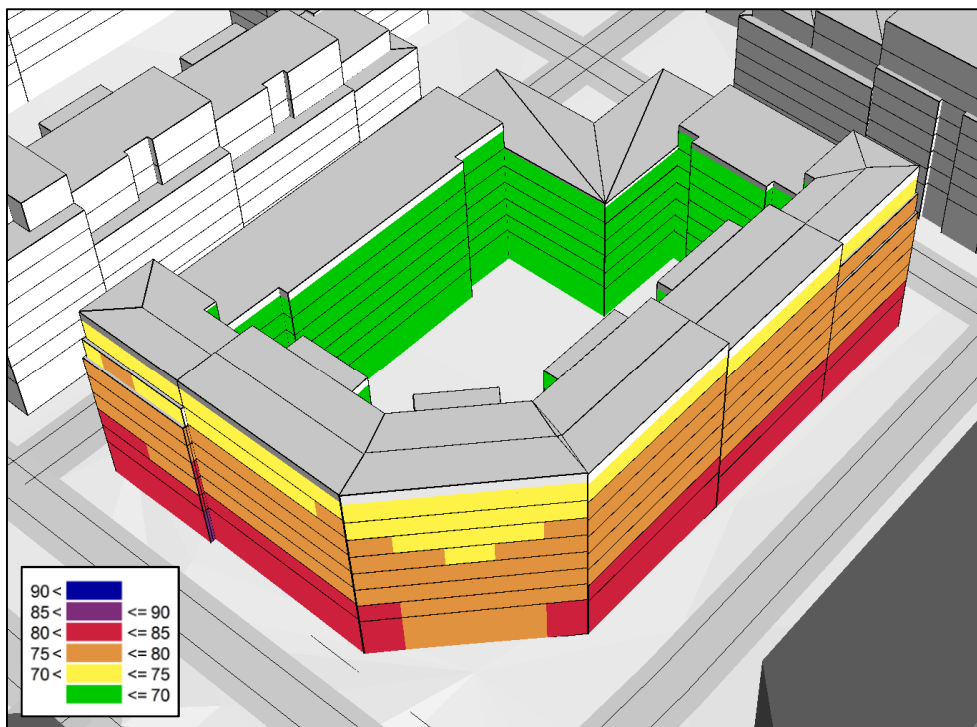 90 <
85 < <= 90
80 < <= 85
75 < <= 80
70 < <= 75
<= 70